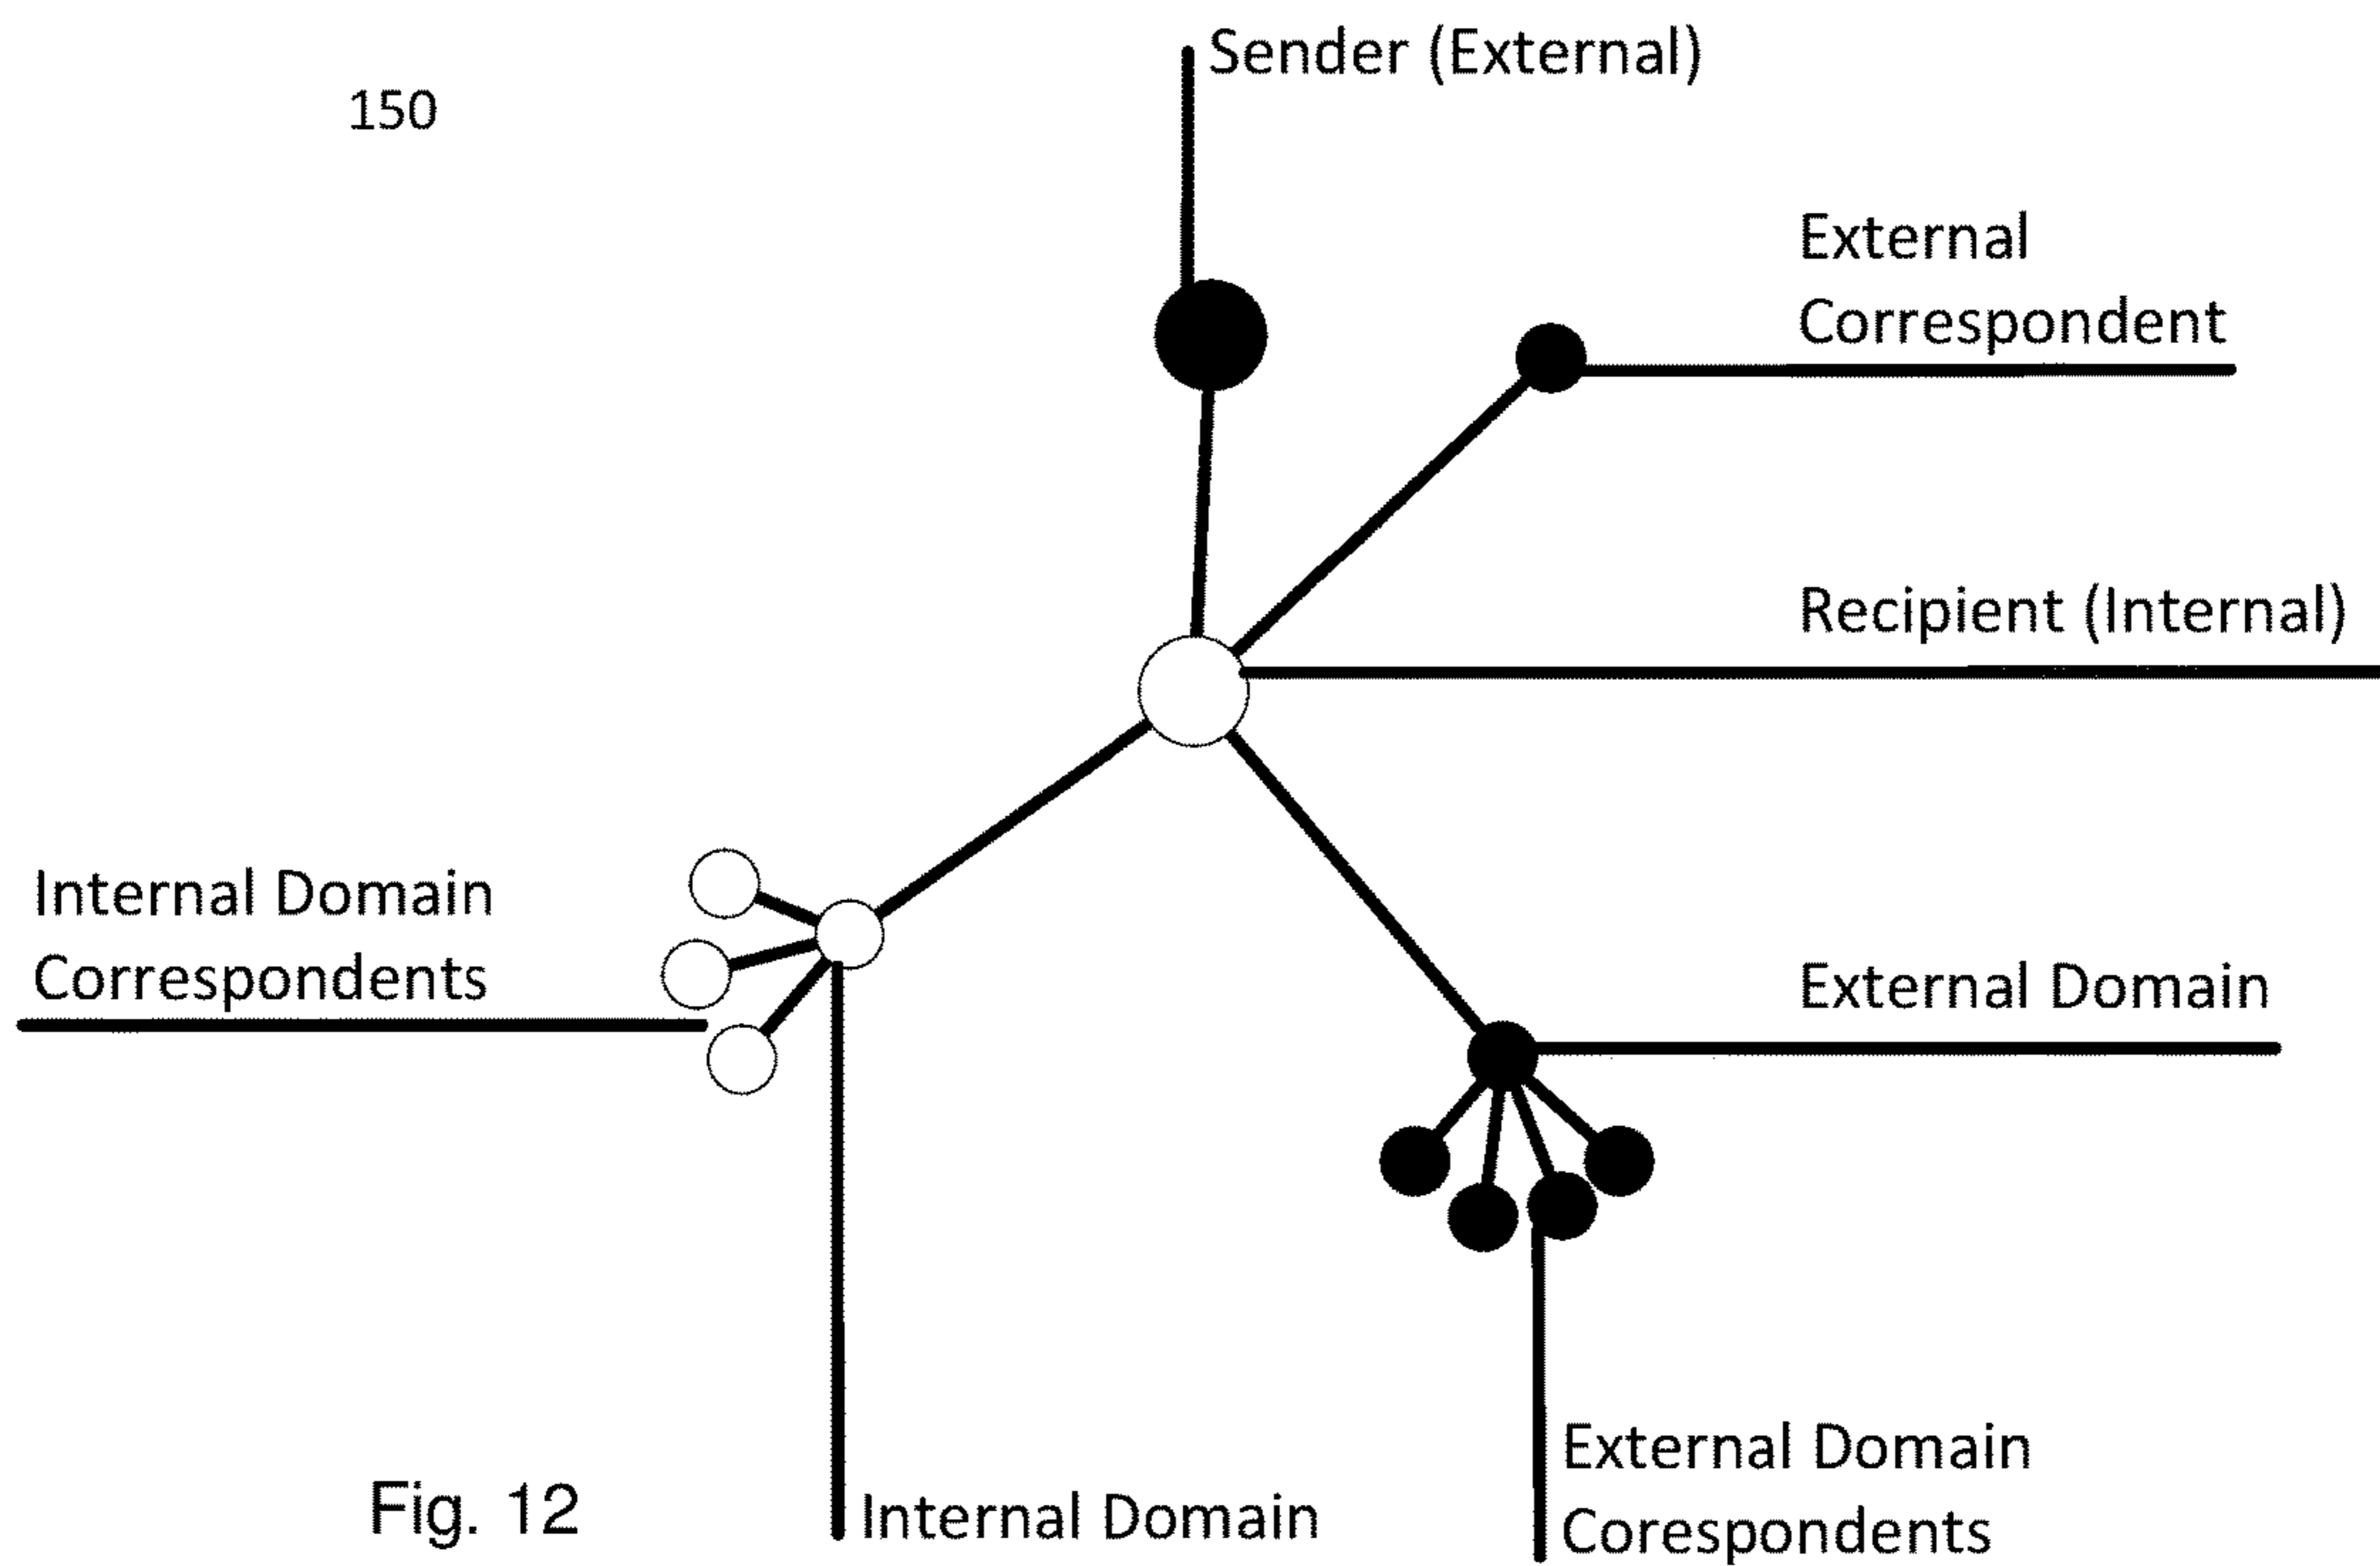 Sender (External)
150
External
Correspondent
Recipient (Internal)
Internal Domain
Correspondents
External Domain
External Domain
Corespondents
Fig. 12
Internal Domain